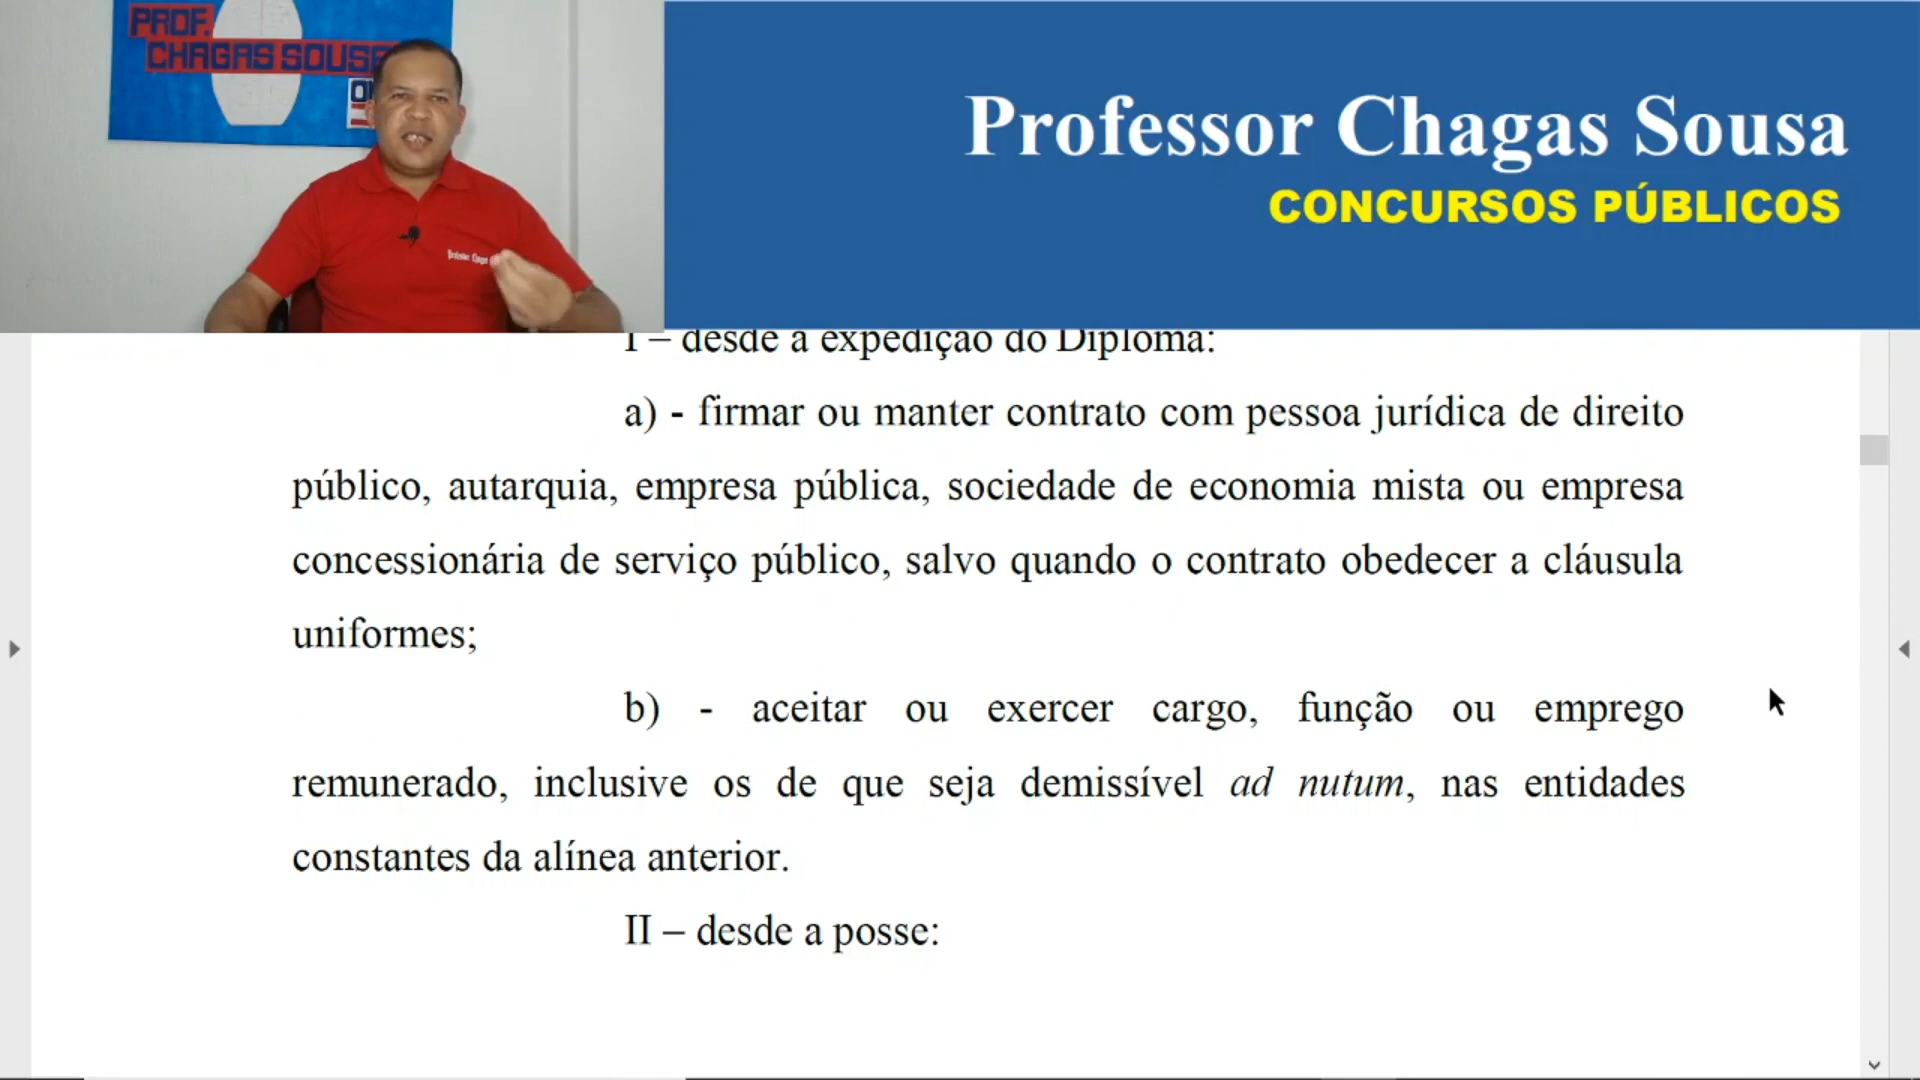 PROF.
CHAGAS SOUS
Professor Chagas Sousa
CONCURSOS PÚBLICOS
I – desde a expedição do Diploma:
a) - firmar ou manter contrato com pessoa jurídica de direito
público, autarquia, empresa pública, sociedade de economia mista ou empresa
concessionária de serviço público, salvo quando o contrato obedecer a cláusula
uniformes;
b) - aceitar ou exercer cargo, função ou emprego
remunerado, inclusive os de que seja demissível ad nutum, nas entidades
constantes da alínea anterior.
II – desde a posse: